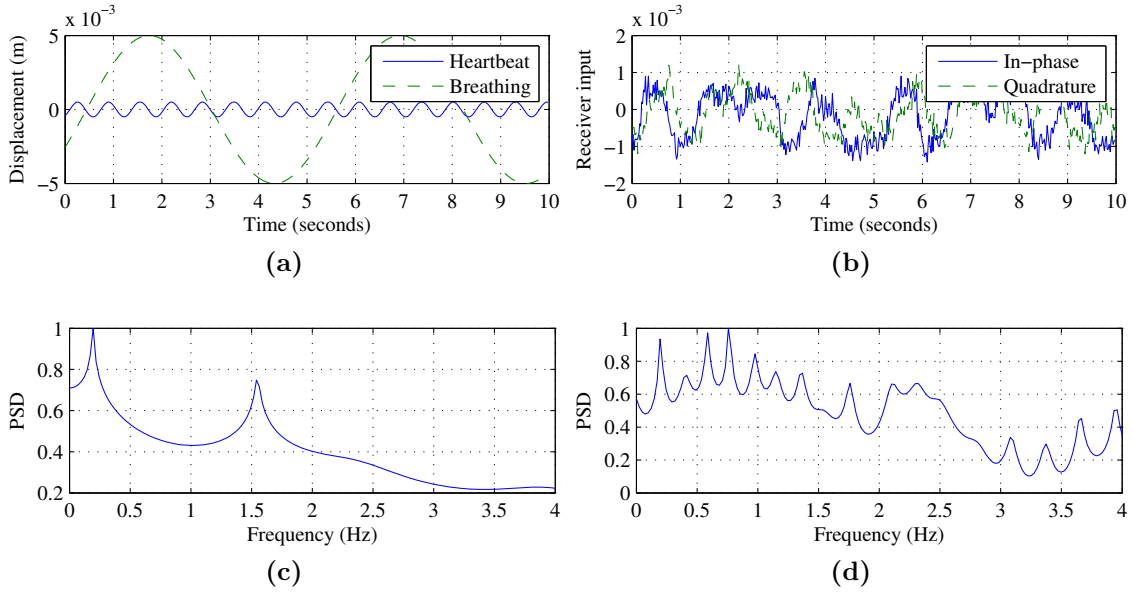 x 10⁻³
5
0
−5
Displacement (m)
Heartbeat
Breathing
0 1 2 3 4 5 6 7 8 9 10
Time (seconds)
(a)
x 10⁻³
2
1
0
−1
−2
Receiver input
In−phase
Quadrature
0 1 2 3 4 5 6 7 8 9 10
Time (seconds)
(b)
1
0.8
0.6
0.4
0.2
PSD
0 0.5 1 1.5 2 2.5 3 3.5 4
Frequency (Hz)
(c)
1
0.8
0.6
0.4
0.2
0
PSD
0 0.5 1 1.5 2 2.5 3 3.5 4
Frequency (Hz)
(d)